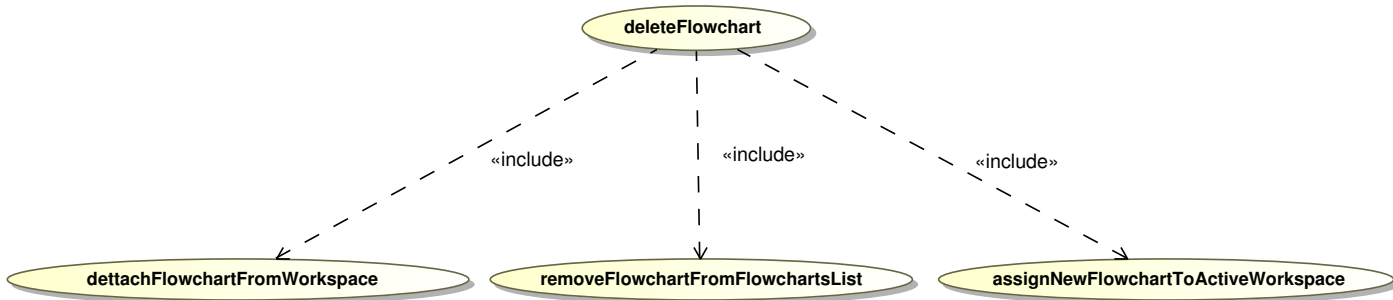 deleteFlowchart
«include»
«include»
«include»
dettachFlowchartFromWorkspace
removeFlowchartFromFlowchartsList
assignNewFlowchartToActiveWorkspace